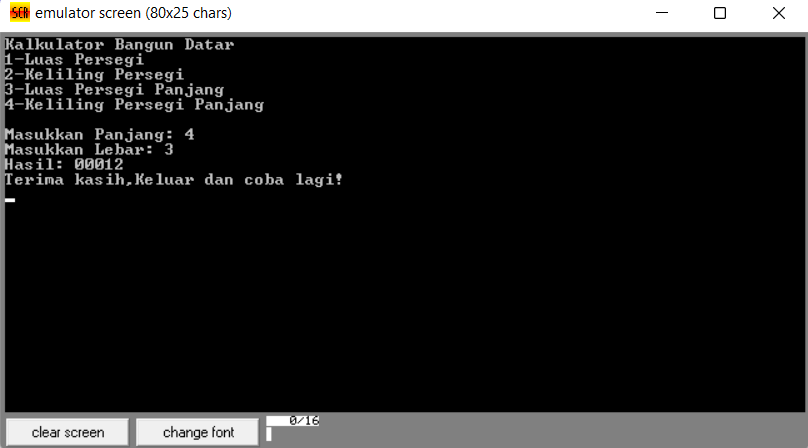 SCR emulator screen (80x25 chars)
Kalkulator Bangun Datar
1-Luas Persegi
2-Keliling Persegi
3-Luas Persegi Panjang
4-Keliling Persegi Panjang
Masukkan Panjang: 4
Masukkan Lebar: 3
Hasil: 00012
Terima kasih,Keluar dan coba lagi!
clear screen
change font
0/16